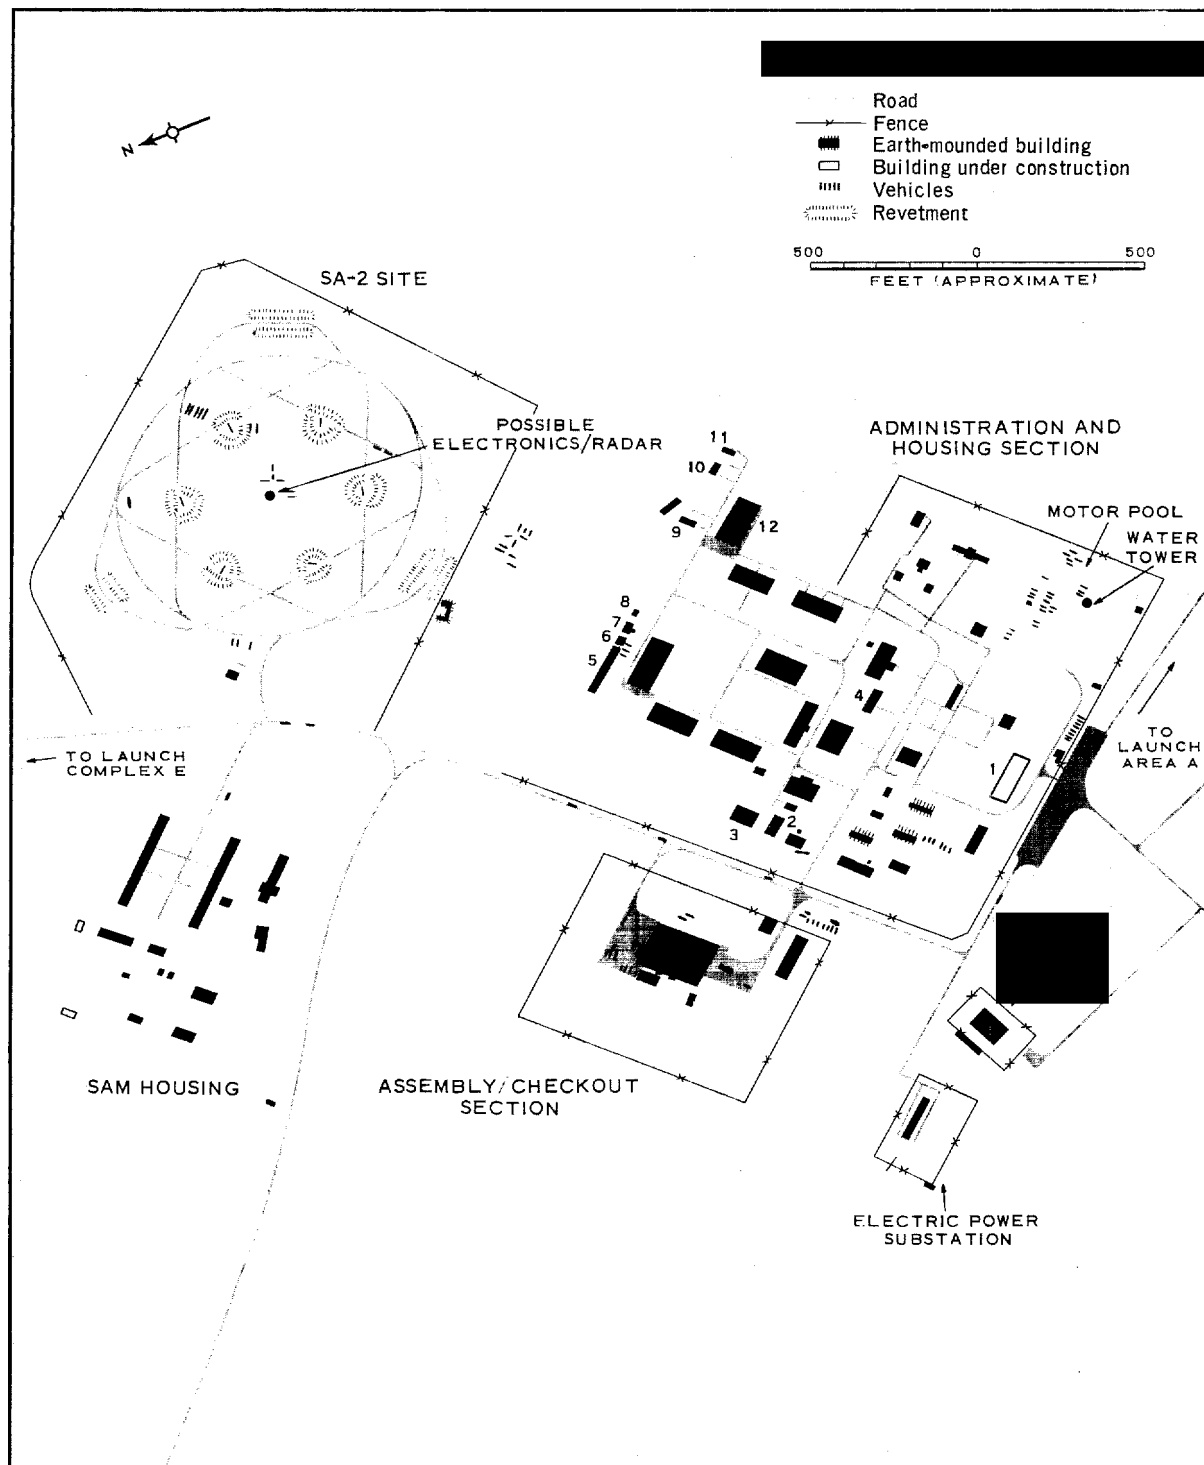 Road
Fence
Earth-mounded building
Building under construction
Vehicles
Revetment
500 0 500
FEET (APPROXIMATE)
N
SA-2 SITE
POSSIBLE
ELECTRONICS/RADAR
ADMINISTRATION AND
HOUSING SECTION
MOTOR POOL
WATER
TOWER
11
10
9
12
8
7
6
5
4
TO LAUNCH
COMPLEX E
TO
LAUNCH
AREA A
1
2
3
SAM HOUSING
ASSEMBLY/CHECKOUT
SECTION
ELECTRIC POWER
SUBSTATION